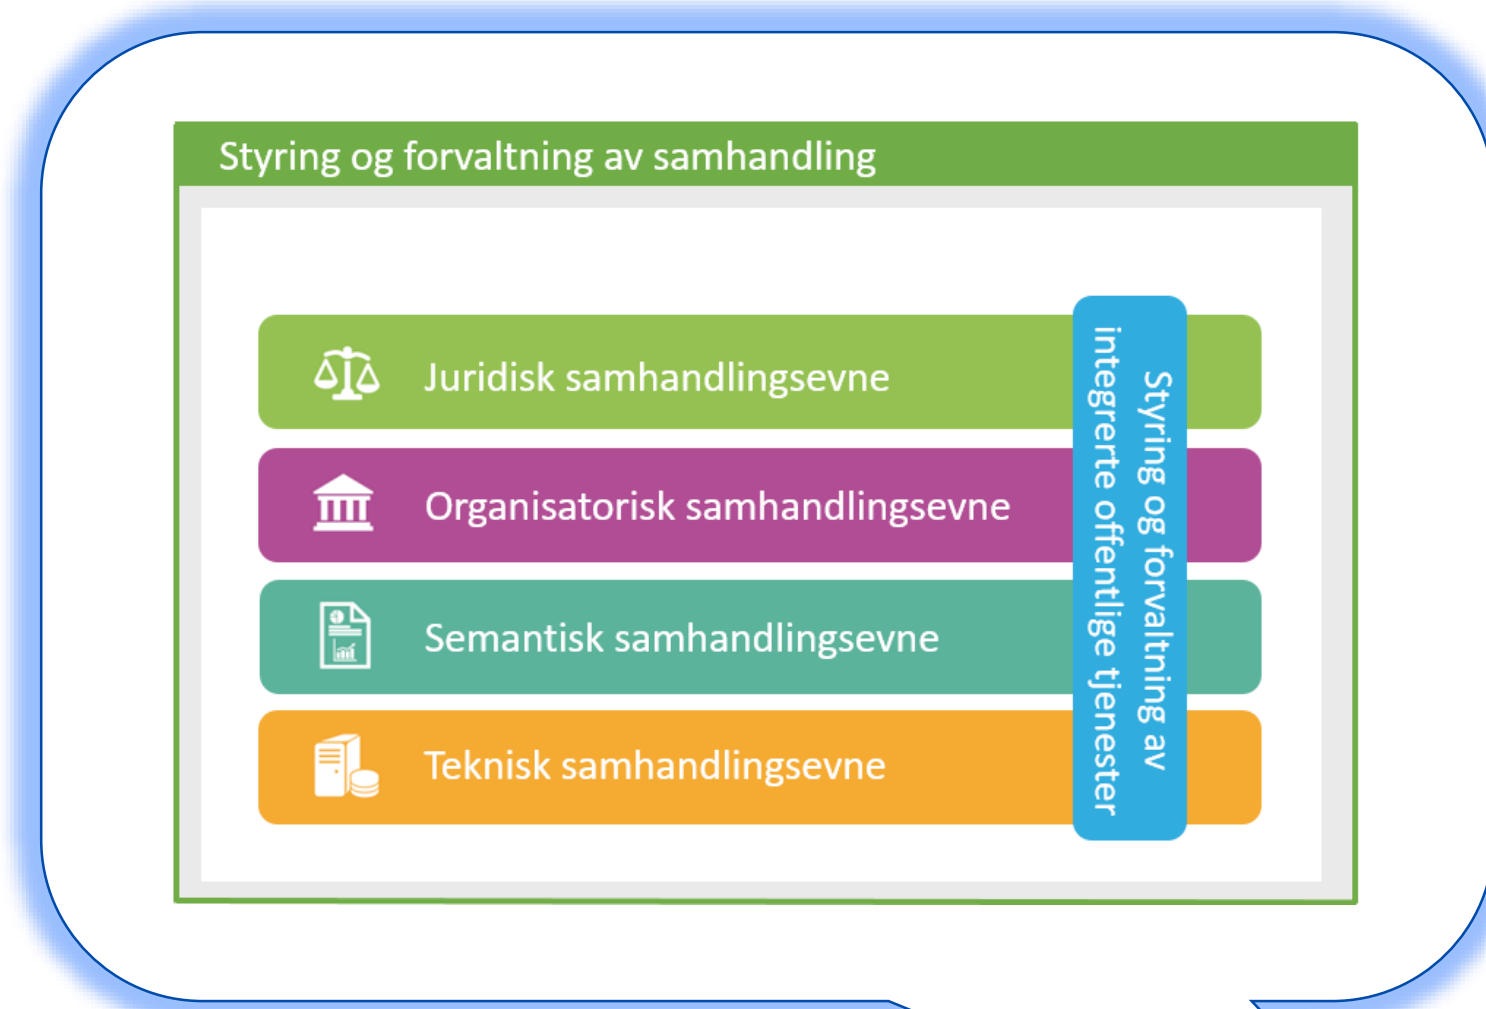 Styring og forvaltning av samhandling
Juridisk samhandlingsevne
Organisatorisk samhandlingsevne
Semantisk samhandlingsevne
Teknisk samhandlingsevne
Styring og forvaltning av
integrerte offentlige tjenester